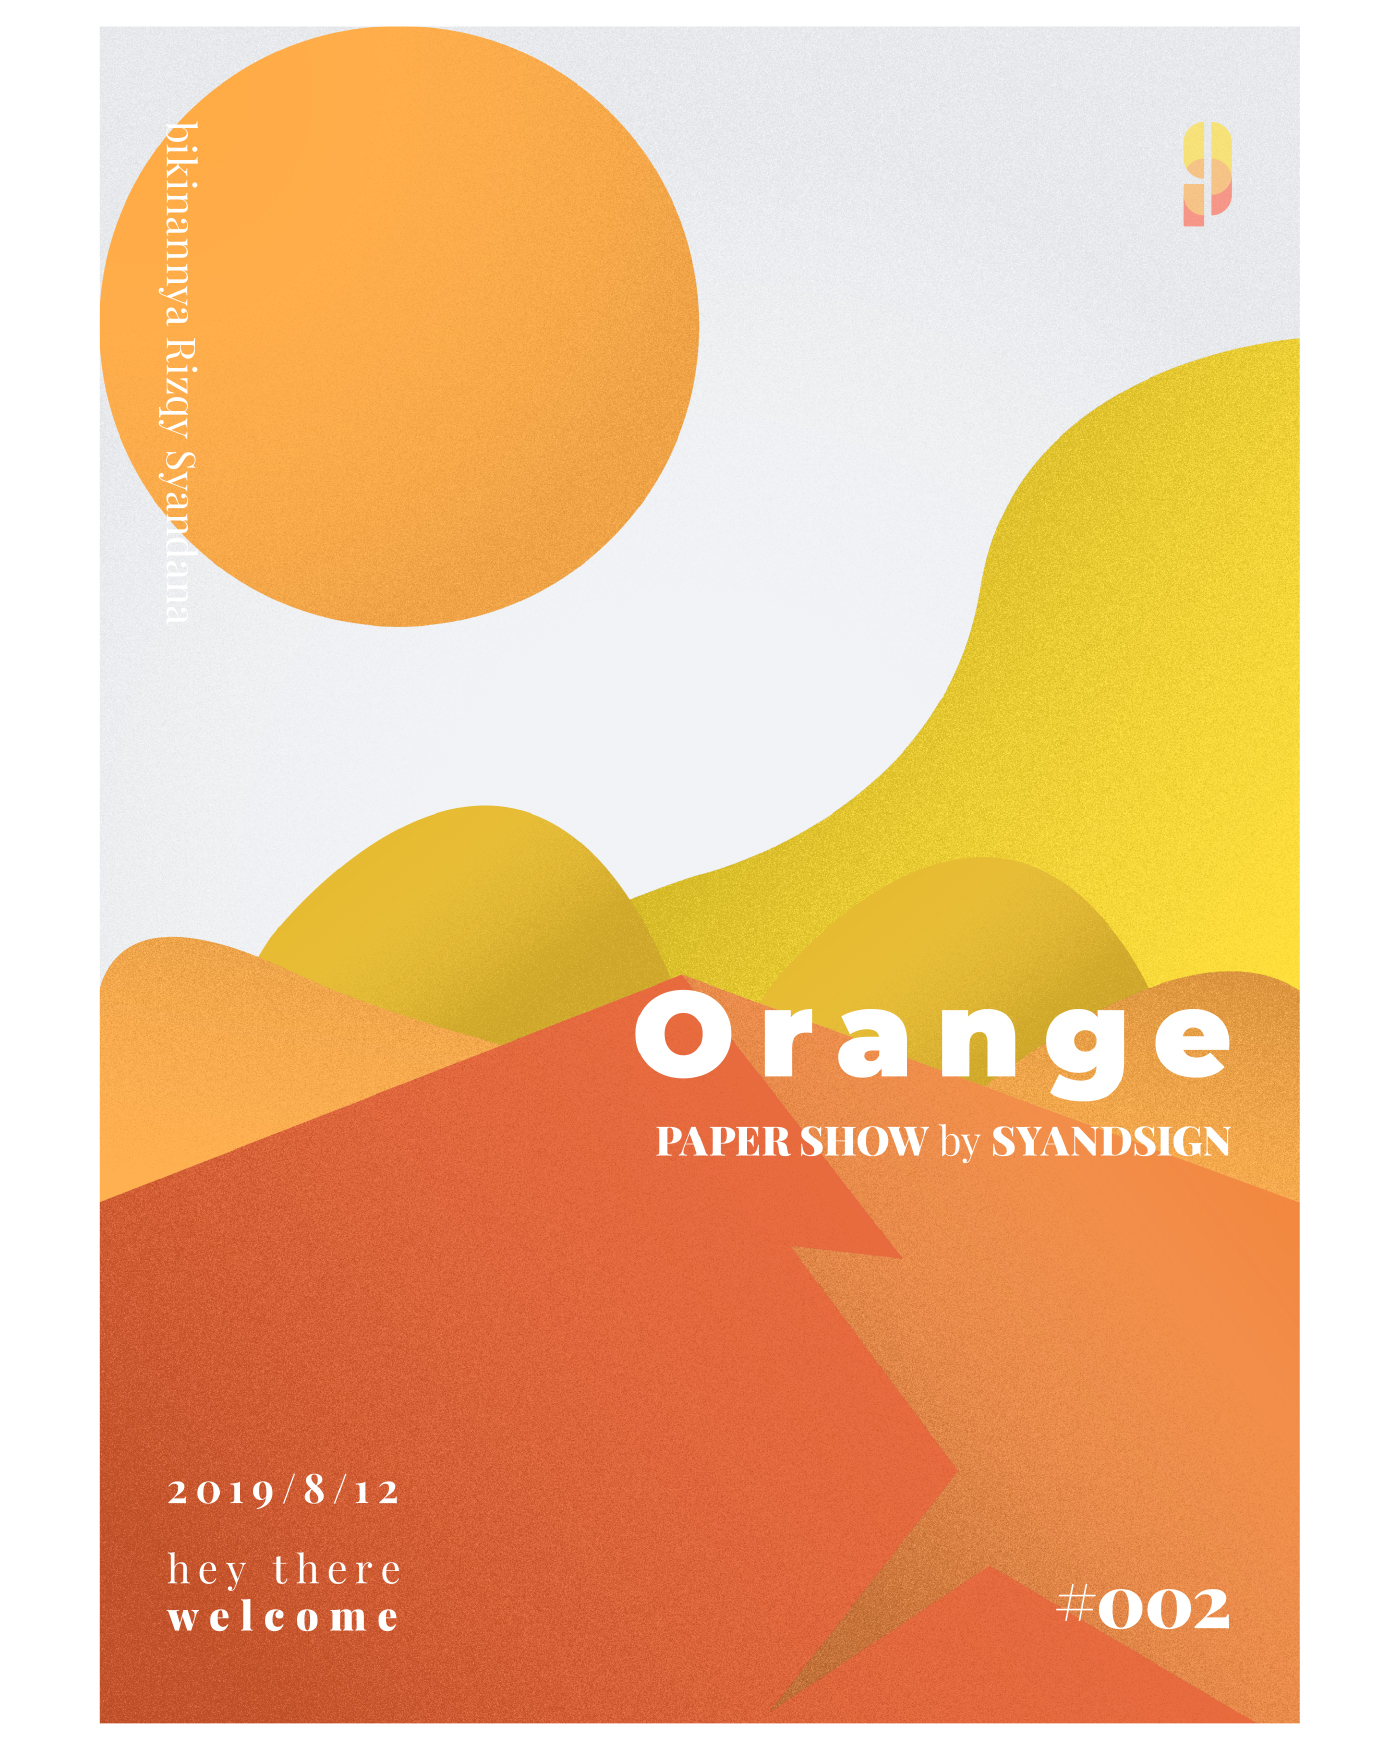 bikinannya Rizqy Syandana
Orange
PAPER SHOW by SYANDSIGN
2019/8/12
hey there
welcome
#002